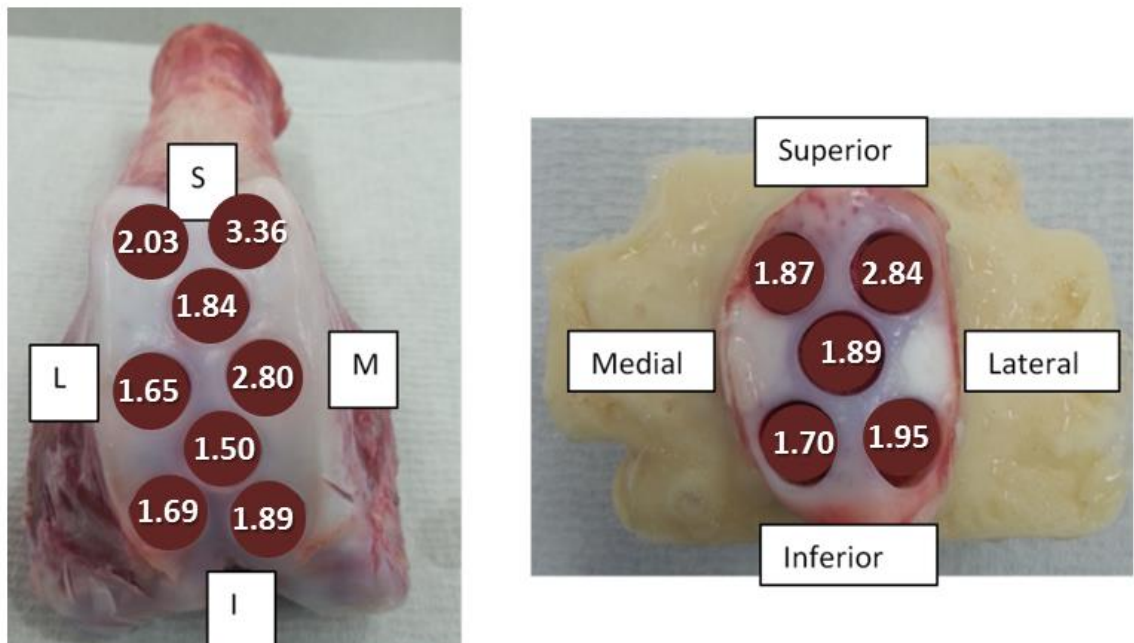 S
2.03
3.36
1.84
L
1.65
2.80
M
1.50
1.69
1.89
I
Superior
1.87
2.84
Medial
1.89
Lateral
1.70
1.95
Inferior